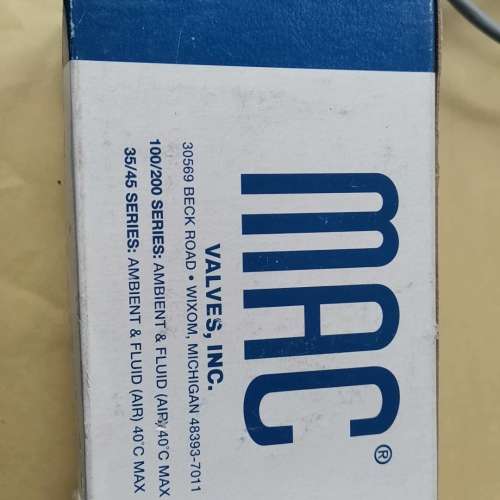 MAC®
VALVES, INC.
30569 BECK ROAD • WIXOM, MICHIGAN 48393-7011
100/200 SERIES: AMBIENT & FLUID (AIR) 40°C MAX
35/45 SERIES: AMBIENT & FLUID (AIR) 40°C MAX